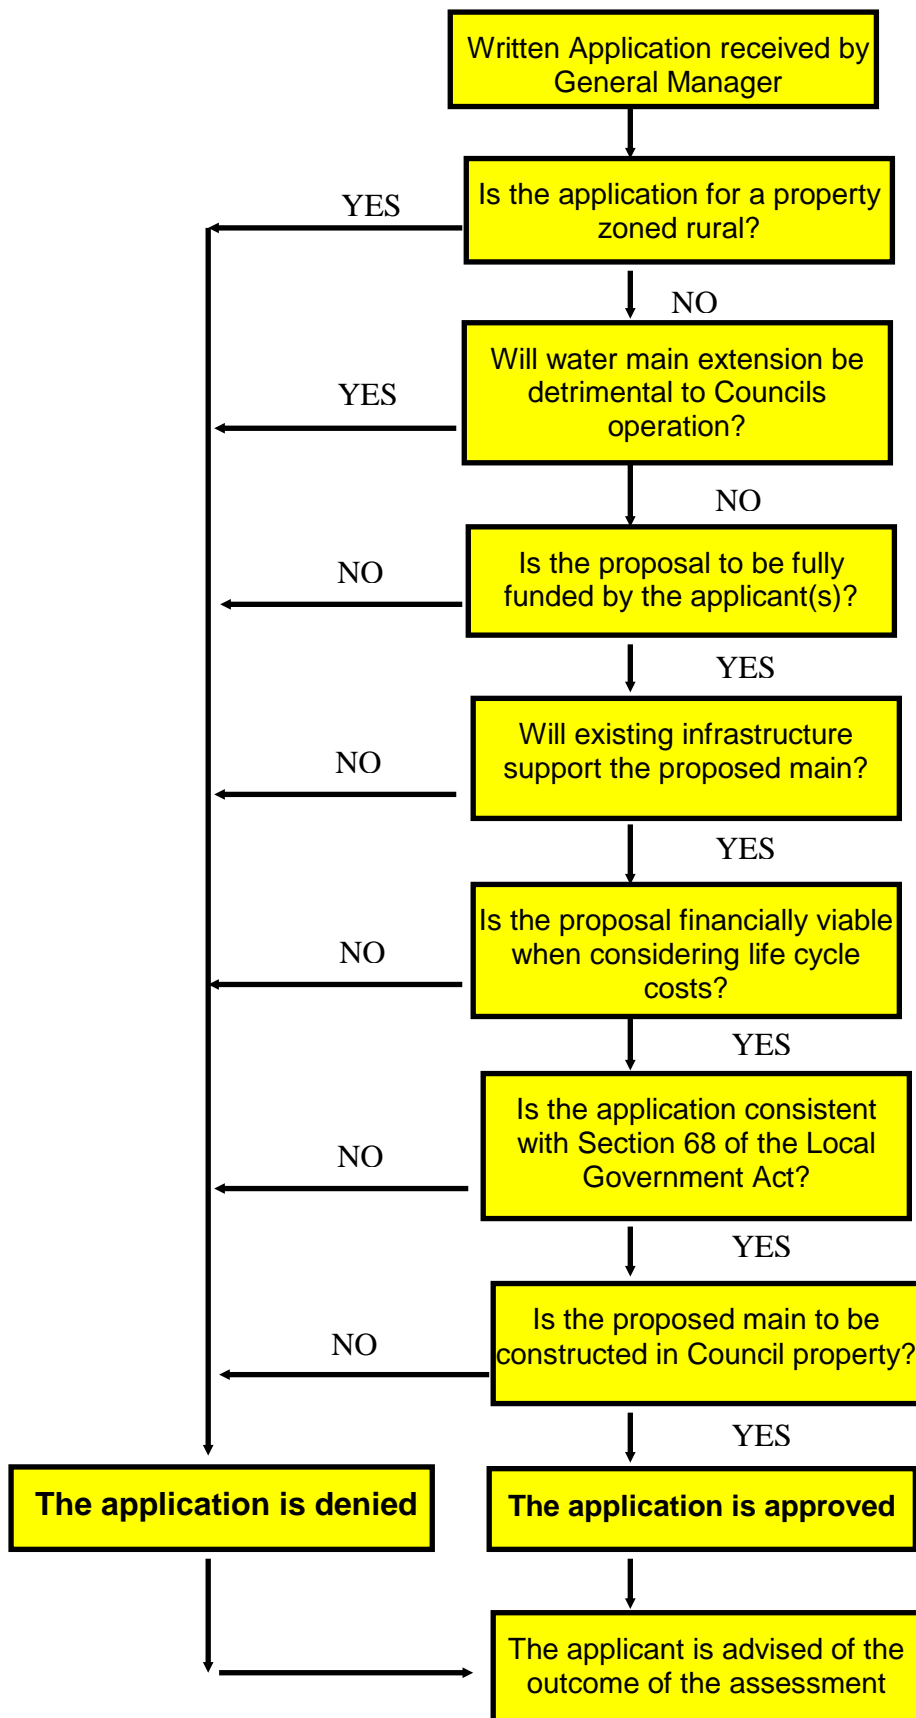 Written Application received by
General Manager
Is the application for a property
zoned rural?
YES
NO
Will water main extension be
detrimental to Councils
operation?
YES
NO
Is the proposal to be fully
funded by the applicant(s)?
NO
YES
Will existing infrastructure
support the proposed main?
NO
YES
Is the proposal financially viable
when considering life cycle
costs?
NO
YES
Is the application consistent
with Section 68 of the Local
Government Act?
NO
YES
Is the proposed main to be
constructed in Council property?
NO
YES
The application is denied
The application is approved
The applicant is advised of the
outcome of the assessment